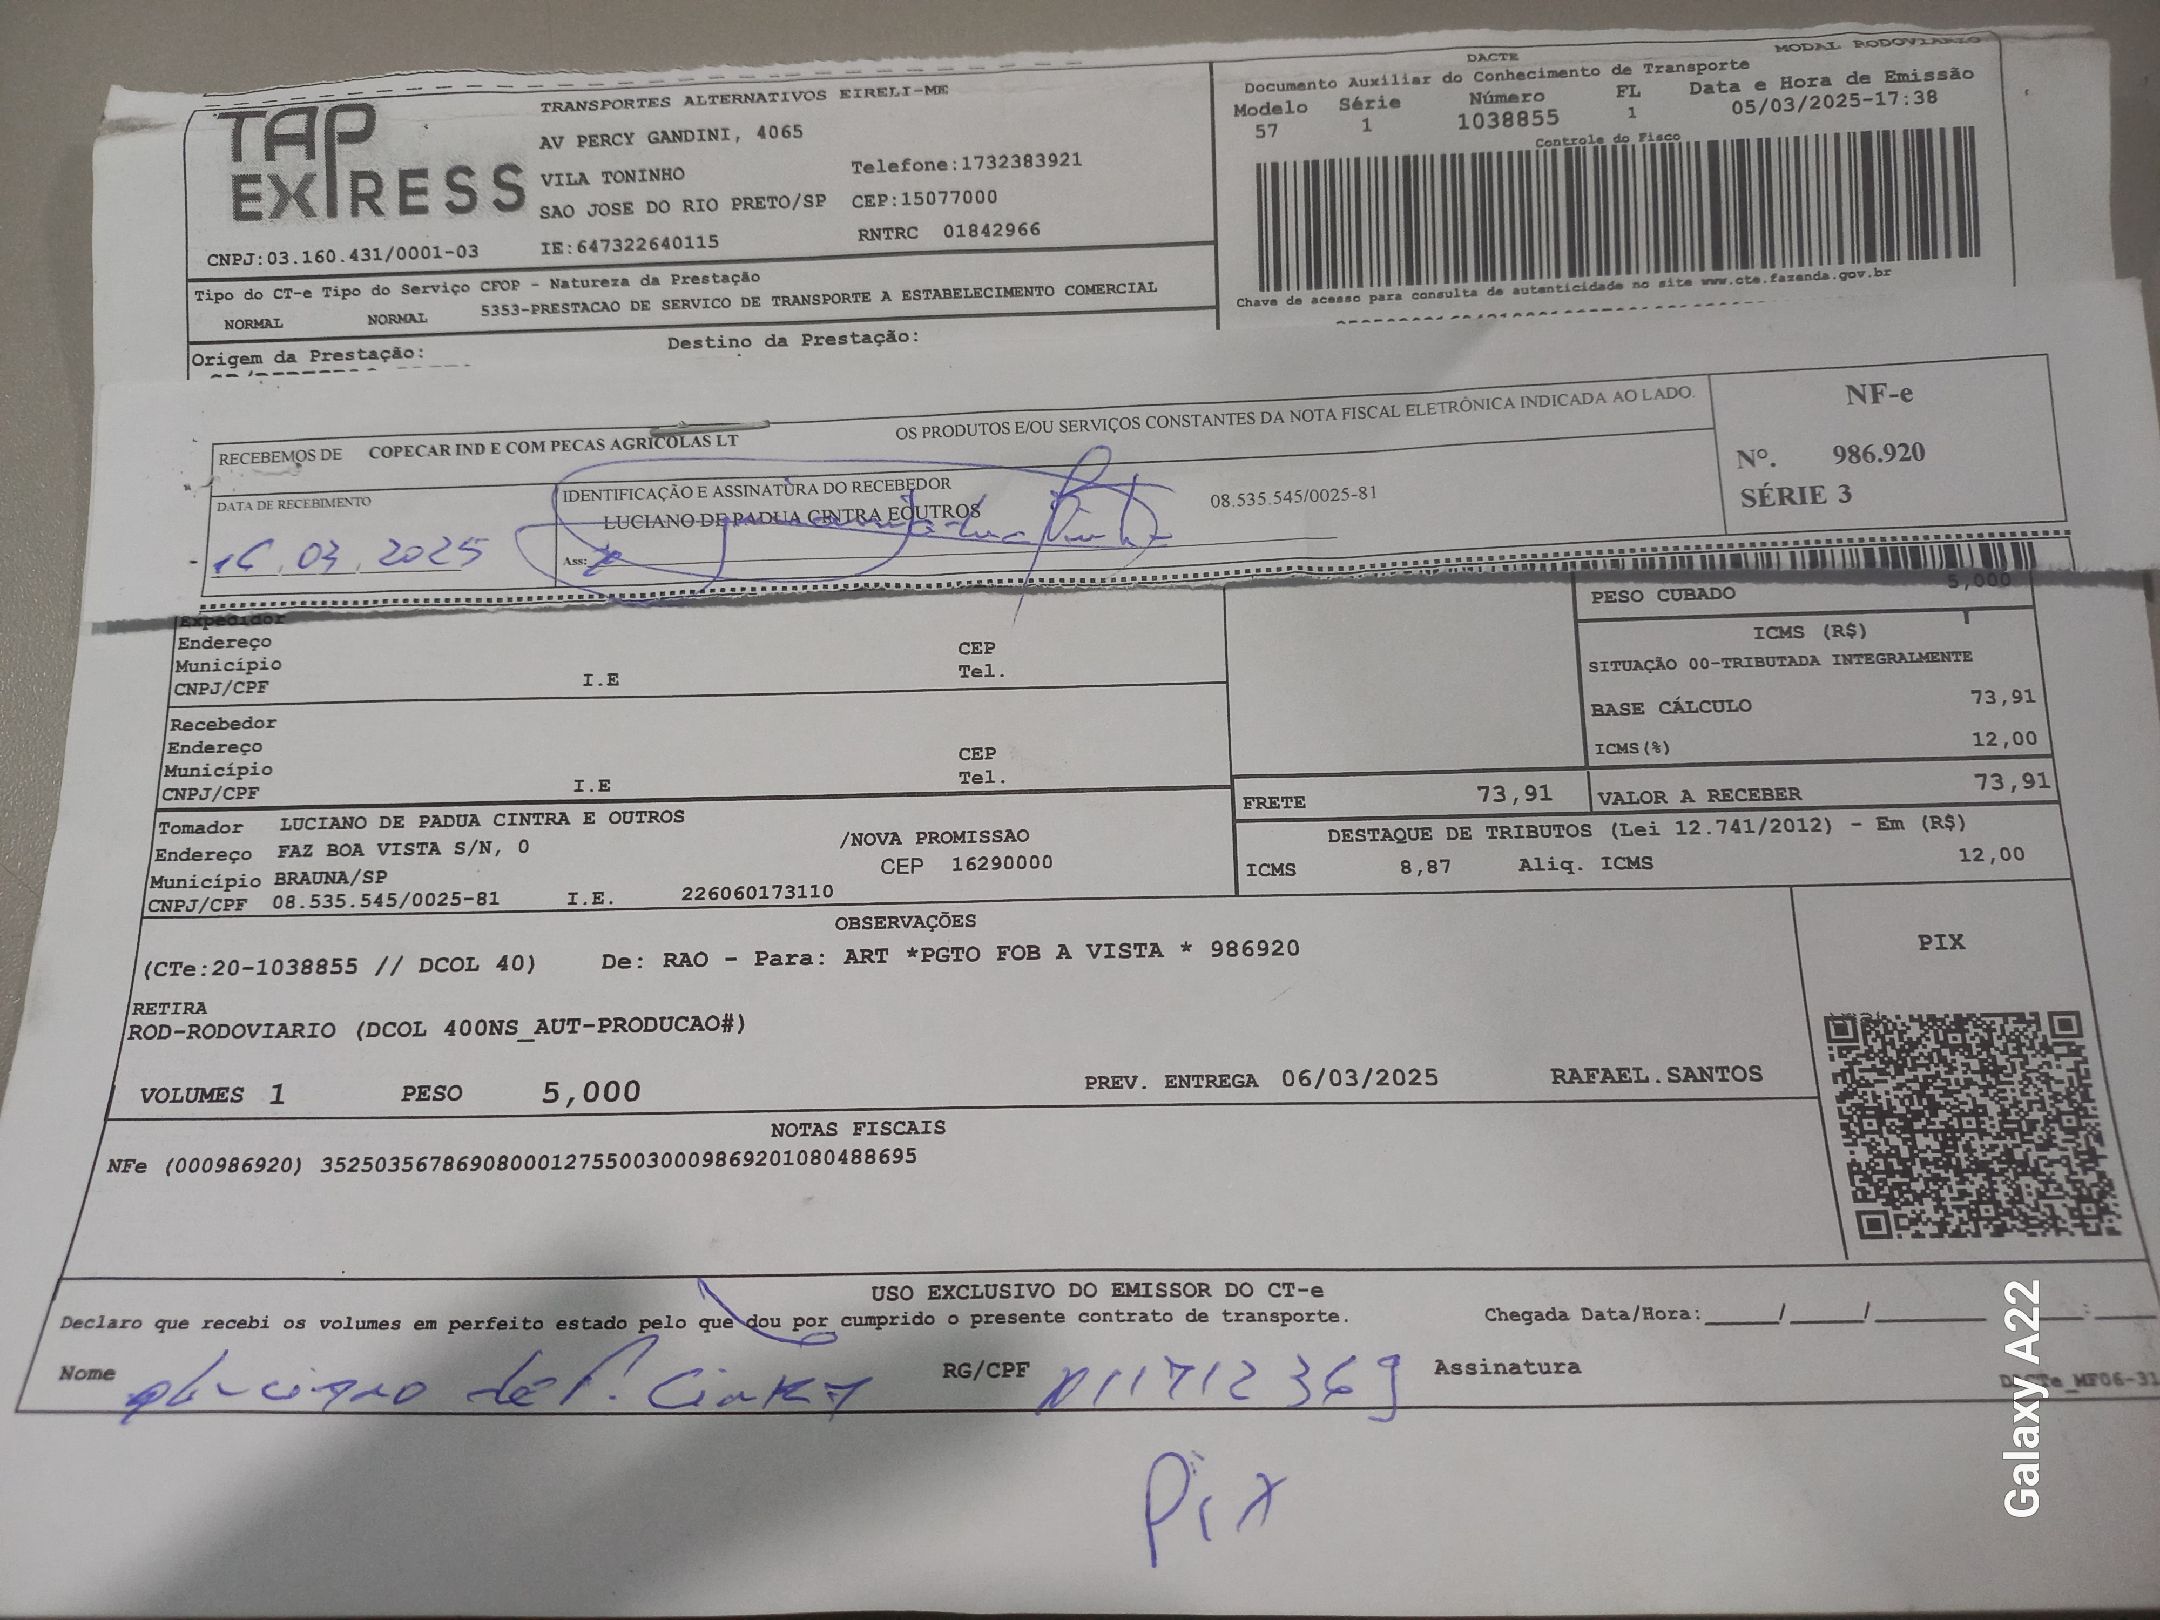 TAP EXPRESS
TRANSPORTES ALTERNATIVOS EIRELI-ME
AV PERCY GANDINI, 4065
VILA TONINHO Telefone:1732383921
SAO JOSE DO RIO PRETO/SP CEP:15077000
CNPJ:03.160.431/0001-03 IE:647322640115 RNTRC 01842966
DACTE MODAL RODOVIARIO
Documento Auxiliar do Conhecimento de Transporte
Modelo Série Número FL Data e Hora de Emissão
57 1 1038855 1 05/03/2025-17:38
Controle do Fisco
Chave de acesso para consulta de autenticidade no site www.cte.fazenda.gov.br
Tipo do CT-e Tipo do Serviço CFOP - Natureza da Prestação
NORMAL NORMAL 5353-PRESTACAO DE SERVICO DE TRANSPORTE A ESTABELECIMENTO COMERCIAL
Origem da Prestação: Destino da Prestação:
RECEBEMOS DE COPECAR IND E COM PECAS AGRICOLAS LT OS PRODUTOS E/OU SERVIÇOS CONSTANTES DA NOTA FISCAL ELETRÔNICA INDICADA AO LADO.
NF-e
Nº. 986.920
SÉRIE 3
DATA DE RECEBIMENTO IDENTIFICAÇÃO E ASSINATURA DO RECEBEDOR
LUCIANO DE PADUA CINTRA EOUTROS 08.535.545/0025-81
16.03.2025 Ass:
Expedidor
Endereço CEP
Município Tel.
CNPJ/CPF I.E
PESO CUBADO 5,000
ICMS (R$)
SITUAÇÃO 00-TRIBUTADA INTEGRALMENTE
BASE CÁLCULO 73,91
ICMS(%) 12,00
Recebedor
Endereço CEP
Município Tel.
CNPJ/CPF I.E
FRETE 73,91 VALOR A RECEBER 73,91
Tomador LUCIANO DE PADUA CINTRA E OUTROS
Endereço FAZ BOA VISTA S/N, 0 /NOVA PROMISSAO
Município BRAUNA/SP CEP 16290000
CNPJ/CPF 08.535.545/0025-81 I.E. 226060173110
DESTAQUE DE TRIBUTOS (Lei 12.741/2012) - Em (R$)
ICMS 8,87 Aliq. ICMS 12,00
OBSERVAÇÕES
(CTe:20-1038855 // DCOL 40) De: RAO - Para: ART *PGTO FOB A VISTA * 986920
RETIRA
ROD-RODOVIARIO (DCOL 400NS_AUT-PRODUCAO#)
VOLUMES 1 PESO 5,000 PREV. ENTREGA 06/03/2025 RAFAEL.SANTOS
PIX
NOTAS FISCAIS
NFe (000986920) 35250356786908000127550030009869201080488695
USO EXCLUSIVO DO EMISSOR DO CT-e
Declaro que recebi os volumes em perfeito estado pelo que dou por cumprido o presente contrato de transporte. Chegada Data/Hora:____/____/______ :____
Nome Luciano de P. Cintra RG/CPF 11712369 Assinatura
Pix
Galaxy A22